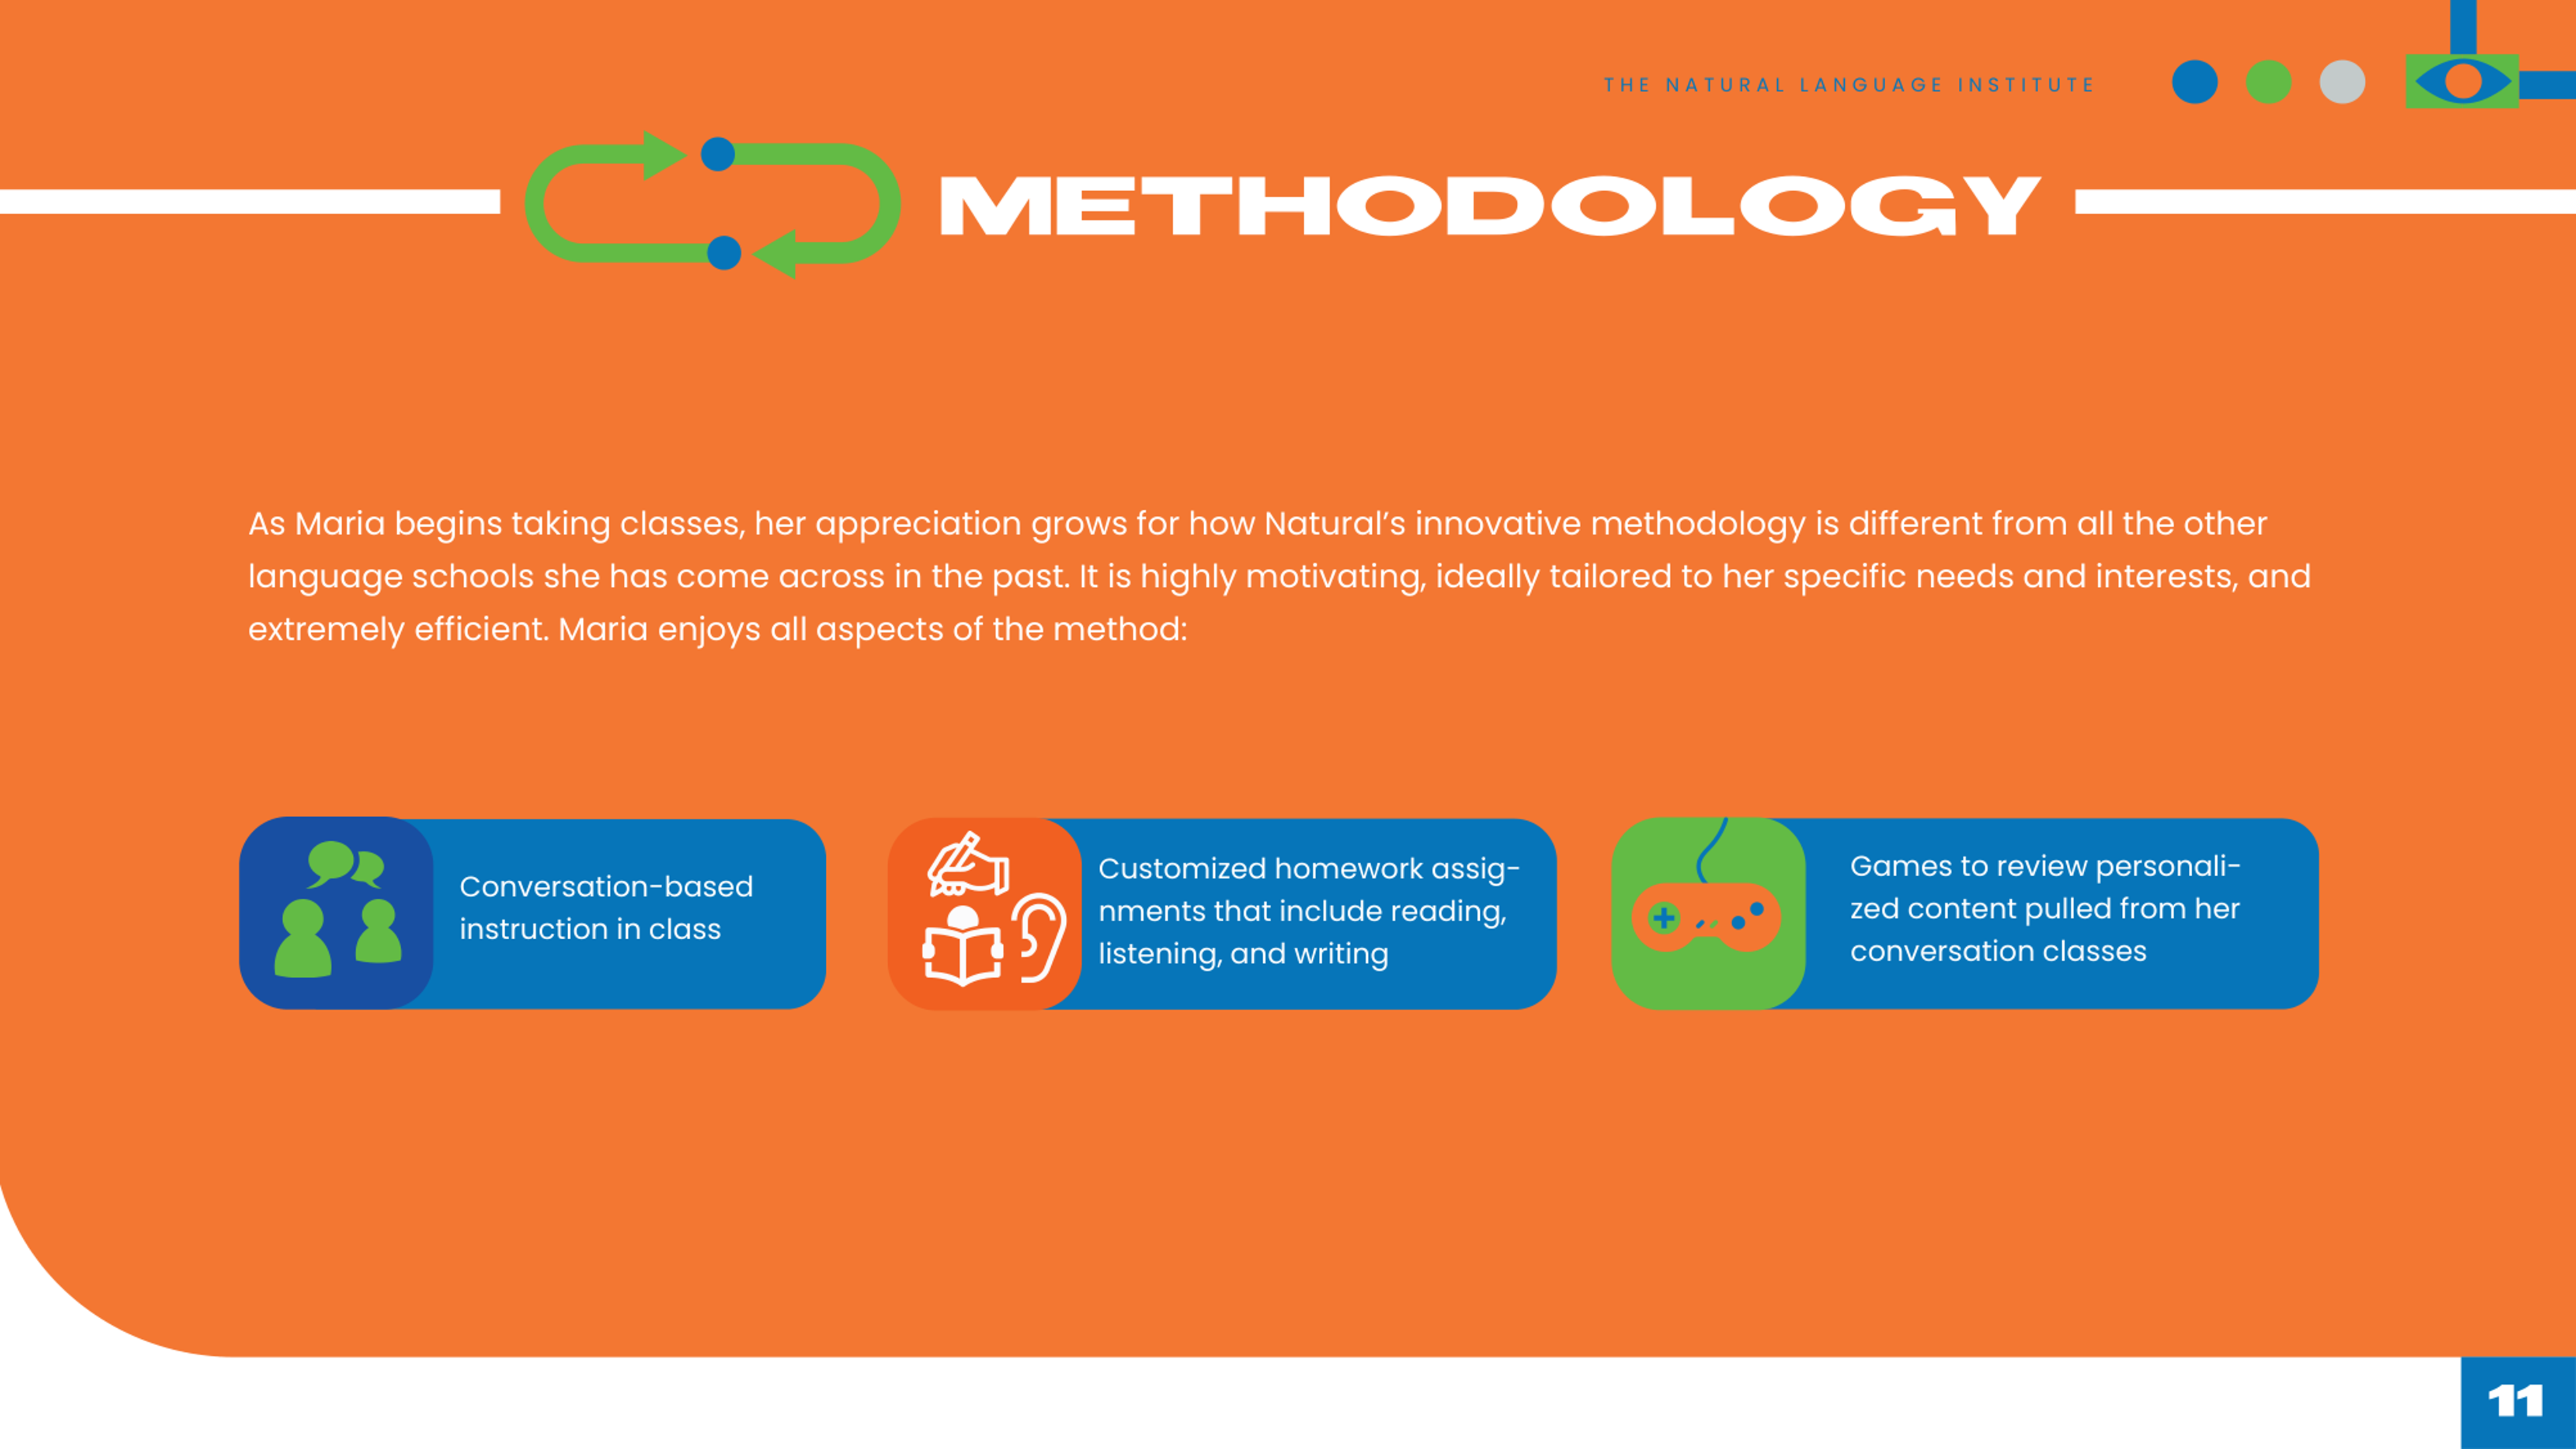 THE NATURAL LANGUAGE INSTITUTE
METHODOLOGY
As Maria begins taking classes, her appreciation grows for how Natural’s innovative methodology is different from all the other
language schools she has come across in the past. It is highly motivating, ideally tailored to her specific needs and interests, and
extremely efficient. Maria enjoys all aspects of the method:
Conversation-based
instruction in class
Customized homework assig-
nments that include reading,
listening, and writing
Games to review personali-
zed content pulled from her
conversation classes
11